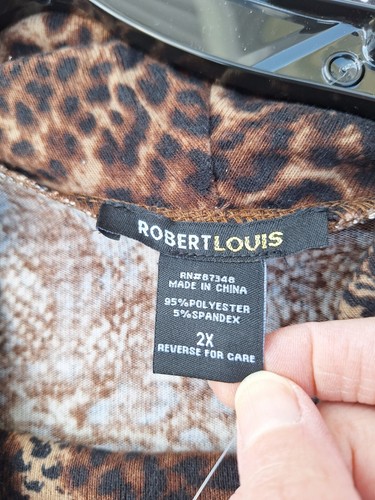 ROBERTLOUIS
RN#87348
MADE IN CHINA
95%POLYESTER
5%SPANDEX
2X
REVERSE FOR CARE